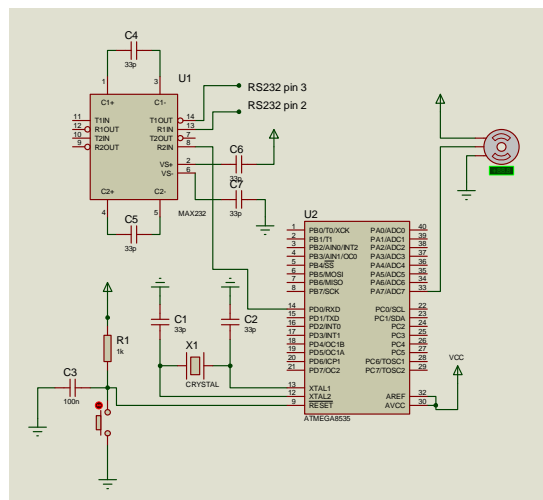 C4
33p
U1
1
3
C1+
C1-
11
T1IN
T1OUT
14
RS232 pin 3
12
R1OUT
R1IN
13
RS232 pin 2
10
T2IN
T2OUT
7
9
R2OUT
R2IN
8
VS+
2
C6
33p
VS-
6
C7
33p
C2+
C2-
4
5
MAX232
C5
33p
U2
1
PB0/T0/XCK
PA0/ADC0
40
2
PB1/T1
PA1/ADC1
39
3
PB2/AIN0/INT2
PA2/ADC2
38
4
PB3/AIN1/OC0
PA3/ADC3
37
5
PB4/SS
PA4/ADC4
36
6
PB5/MOSI
PA5/ADC5
35
7
PB6/MISO
PA6/ADC6
34
8
PB7/SCK
PA7/ADC7
33
14
PD0/RXD
PC0/SCL
22
15
PD1/TXD
PC1/SDA
23
16
PD2/INT0
PC2
24
17
PD3/INT1
PC3
25
18
PD4/OC1B
PC4
26
19
PD5/OC1A
PC5
27
20
PD6/ICP1
PC6/TOSC1
28
21
PD7/OC2
PC7/TOSC2
29
13
XTAL1
12
XTAL2
AREF
32
9
RESET
AVCC
30
ATMEGA8535
VCC
C1
33p
C2
33p
X1
CRYSTAL
R1
1k
C3
100n